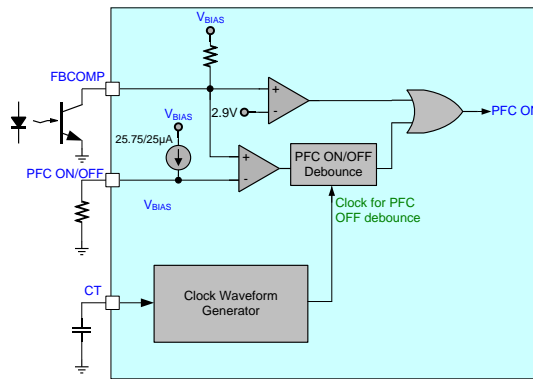 VBIAS
FBCOMP
VBIAS
2.9V
PFC ON
25.75/25µA
PFC ON/OFF
Debounce
PFC ON/OFF
VBIAS
Clock for PFC
OFF debounce
CT
Clock Waveform
Generator